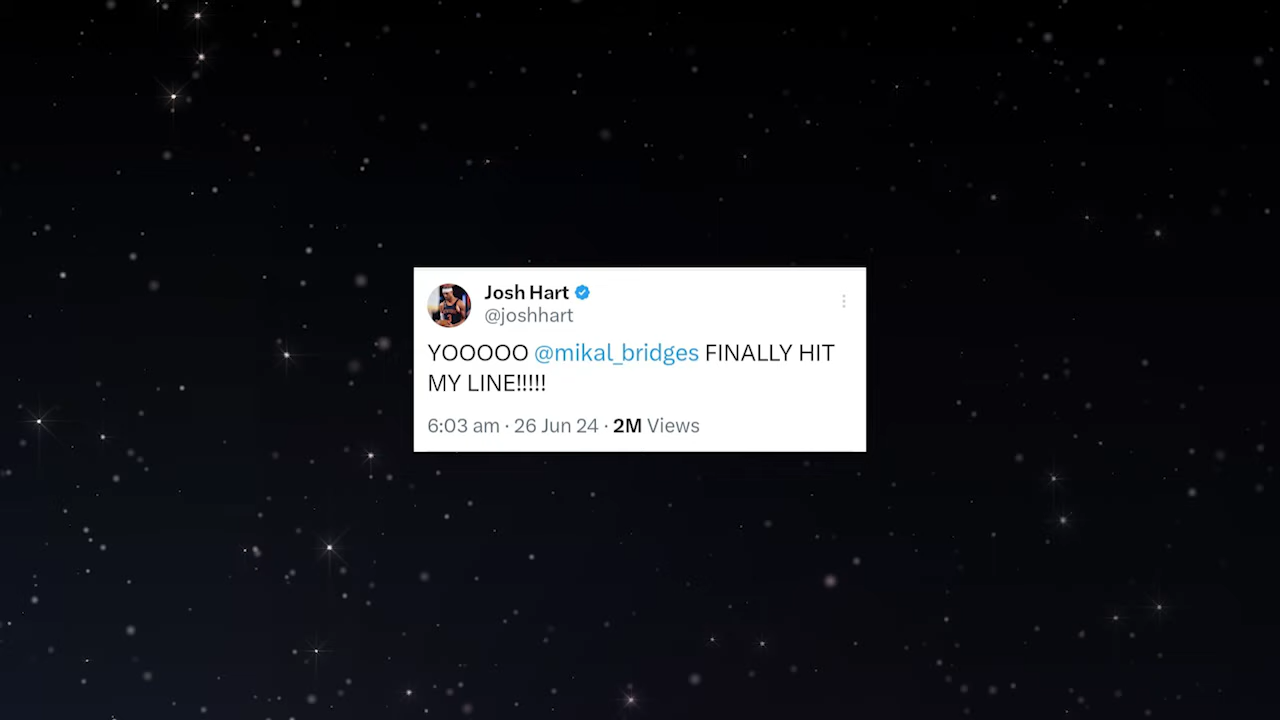 Josh Hart
@joshhart
YOOOOO @mikal_bridges FINALLY HIT
MY LINE!!!!!
6:03 am · 26 Jun 24 · 2M Views